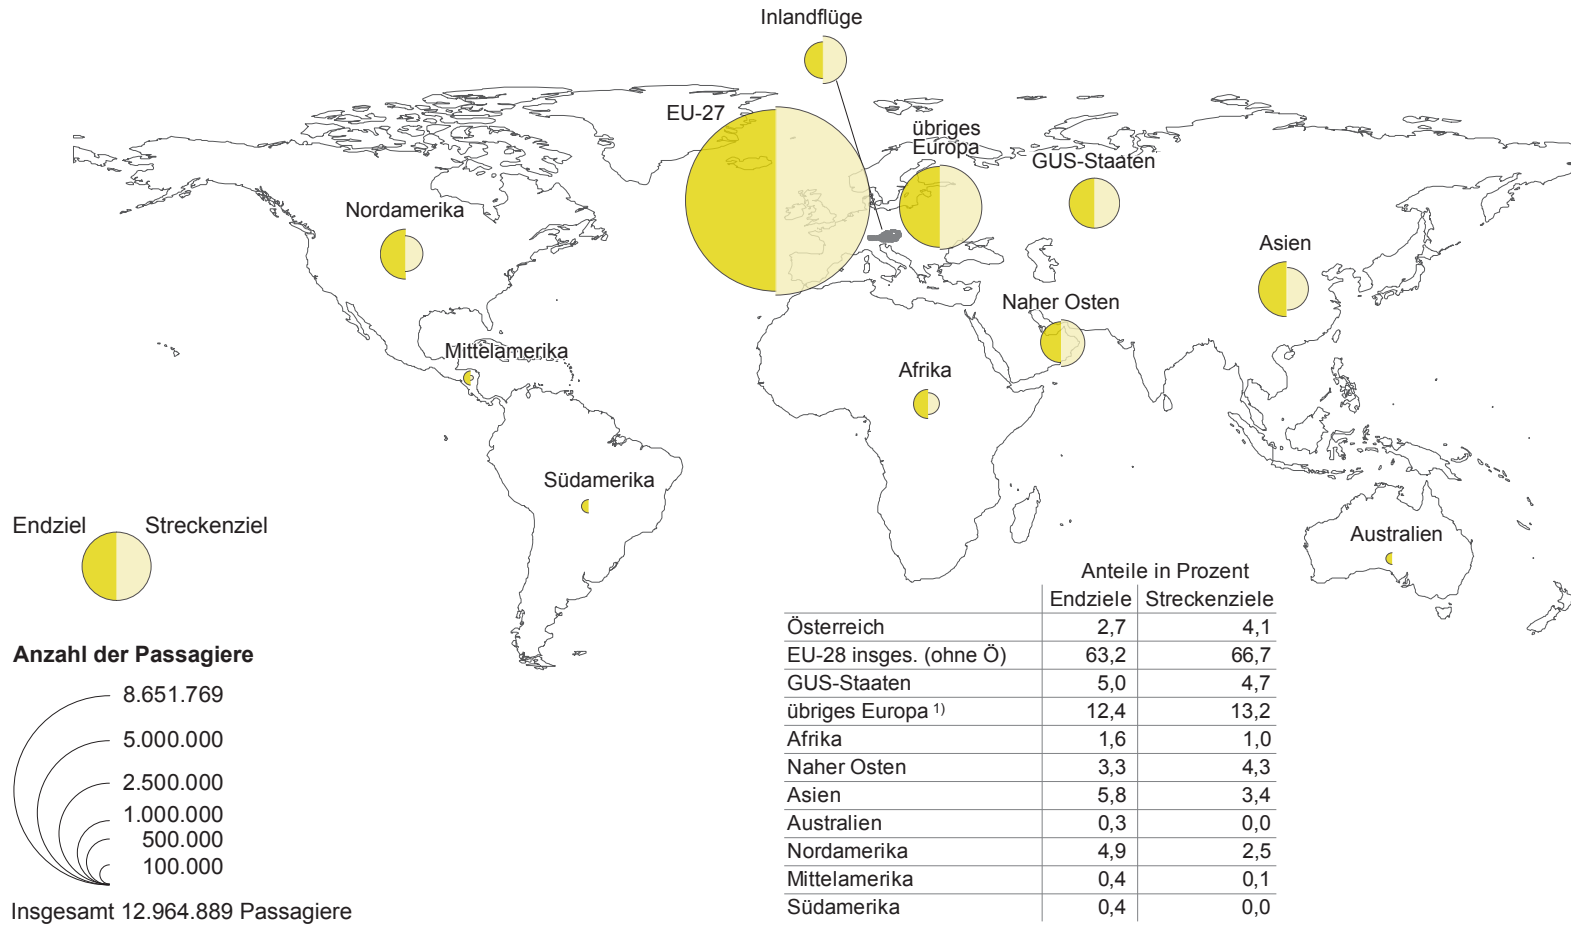 Inlandflüge
EU-27
übriges
Europa
GUS-Staaten
Nordamerika
Asien
Naher Osten
Mittelamerika
Afrika
Südamerika
Australien
Endziel Streckenziel
Anzahl der Passagiere
8.651.769
5.000.000
2.500.000
1.000.000
500.000
100.000
Insgesamt 12.964.889 Passagiere
Anteile in Prozent
Endziele Streckenziele
Österreich 2,7 4,1
EU-28 insges. (ohne Ö) 63,2 66,7
GUS-Staaten 5,0 4,7
übriges Europa 1) 12,4 13,2
Afrika 1,6 1,0
Naher Osten 3,3 4,3
Asien 5,8 3,4
Australien 0,3 0,0
Nordamerika 4,9 2,5
Mittelamerika 0,4 0,1
Südamerika 0,4 0,0